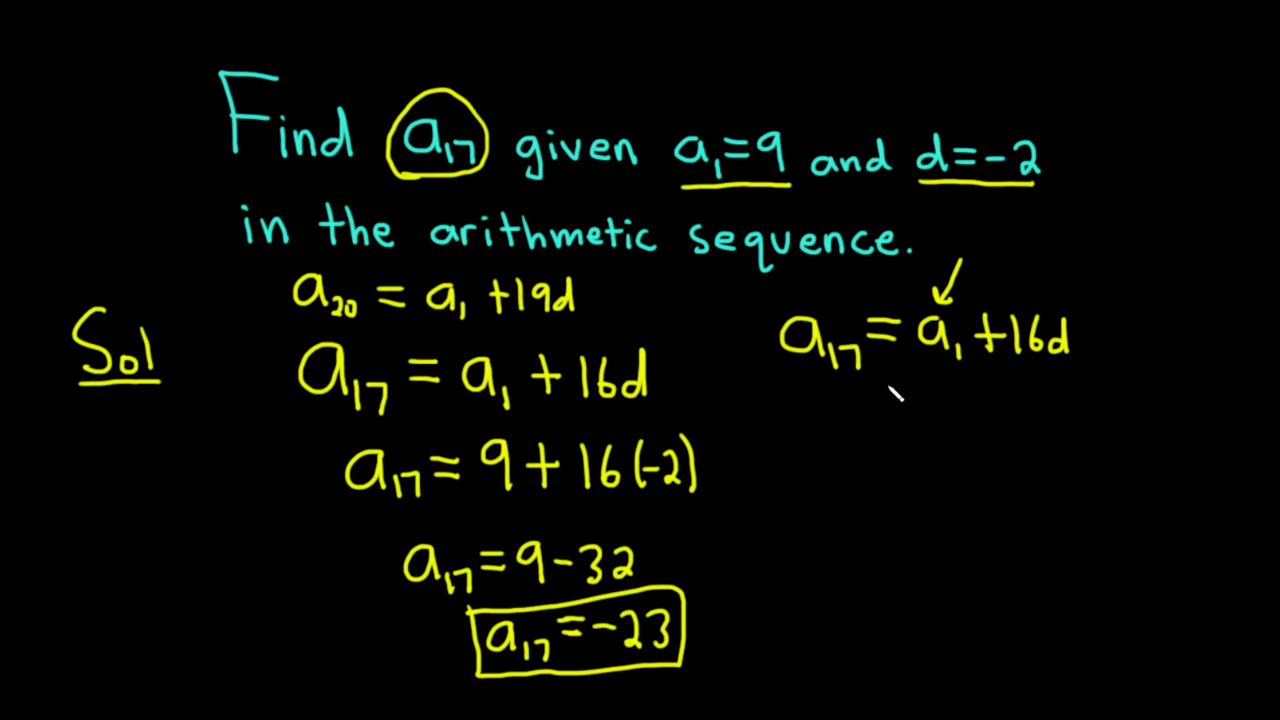 Find a₁₇ given a₁=9 and d=-2
in the arithmetic sequence.
a₂₀ = a₁ +19d
Sol
a₁₇ = a₁ + 16d
a₁₇ = a₁ +16d
a₁₇ = 9 + 16(-2)
a₁₇ = 9-32
a₁₇ = -23